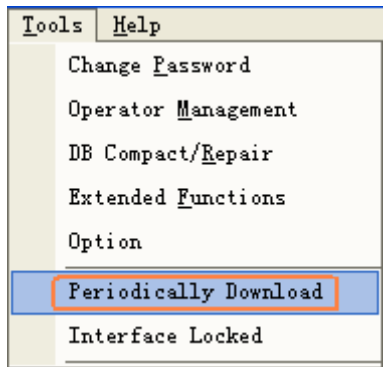 Tools Help
Change Password
Operator Management
DB Compact/Repair
Extended Functions
Option
Periodically Download
Interface Locked